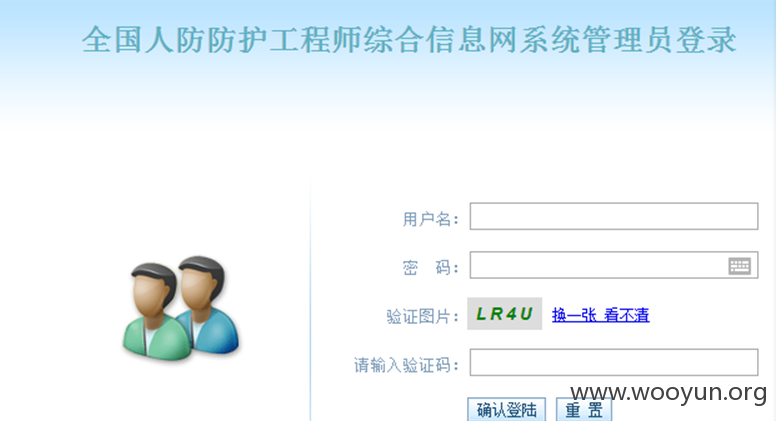 全国人防防护工程师综合信息网系统管理员登录
用户名：
密 码：
验证图片： LR4U 换一张 看不清
请输入验证码：
www.wooyun.org
确认登陆 重 置